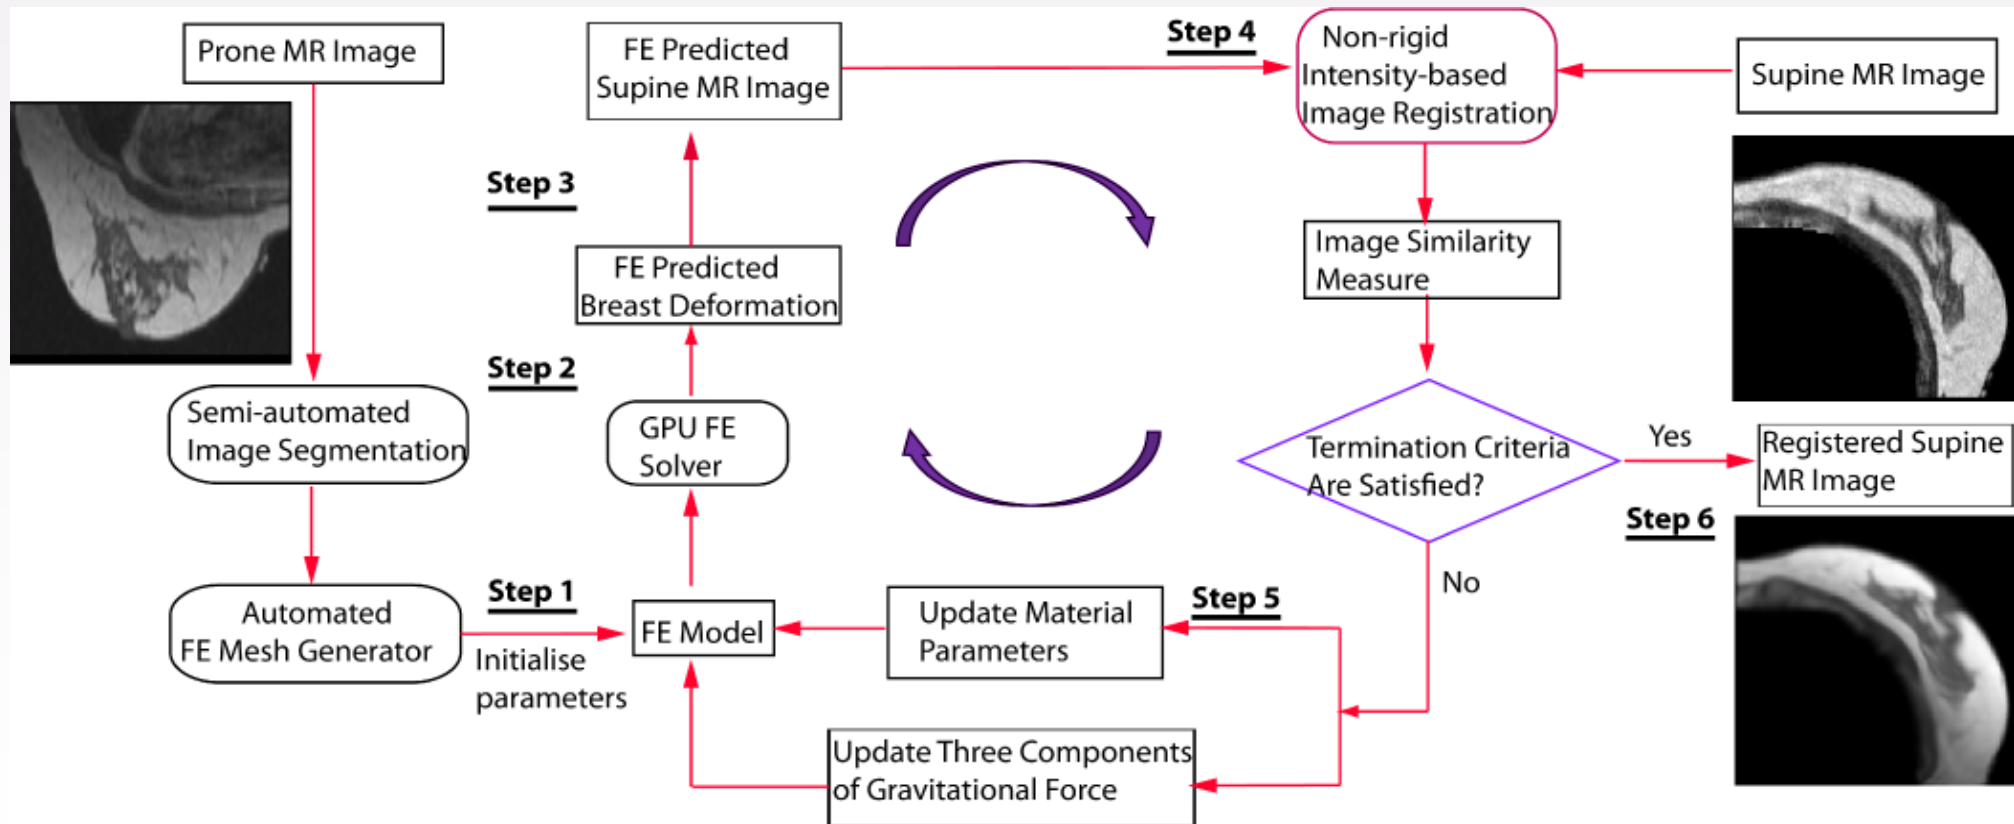 Prone MR Image
Semi-automated
Image Segmentation
Automated
FE Mesh Generator
Step 1
Initialise
parameters
FE Model
GPU FE
Solver
Step 2
FE Predicted
Breast Deformation
Step 3
FE Predicted
Supine MR Image
Step 4
Non-rigid
Intensity-based
Image Registration
Supine MR Image
Image Similarity
Measure
Termination Criteria
Are Satisfied?
Yes
Registered Supine
MR Image
Step 6
No
Step 5
Update Material
Parameters
Update Three Components
of Gravitational Force